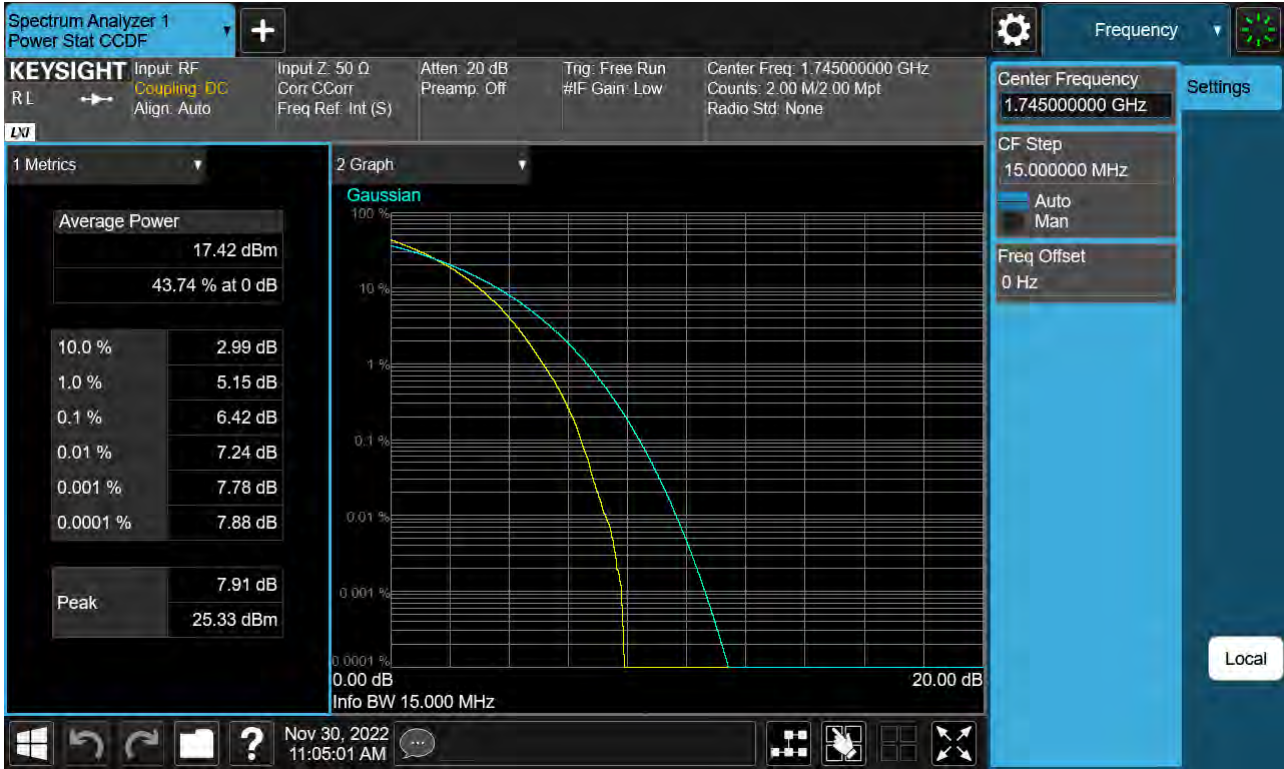 Spectrum Analyzer 1
Power Stat CCDF
+
Frequency
KEYSIGHT
RL
LXI
Input: RF
Coupling: DC
Align: Auto
Input Z: 50 Ω
Corr CCorr
Freq Ref: Int (S)
Atten: 20 dB
Preamp: Off
Trig: Free Run
#IF Gain: Low
Center Freq: 1.745000000 GHz
Counts: 2.00 M/2.00 Mpt
Radio Std: None
1 Metrics
Average Power
17.42 dBm
43.74 % at 0 dB
10.0 % 2.99 dB
1.0 % 5.15 dB
0.1 % 6.42 dB
0.01 % 7.24 dB
0.001 % 7.78 dB
0.0001 % 7.88 dB
Peak 7.91 dB
25.33 dBm
2 Graph
Gaussian
100 %
10 %
1 %
0.1 %
0.01 %
0.001 %
0.0001 %
0.00 dB 20.00 dB
Info BW 15.000 MHz
Center Frequency
1.745000000 GHz
CF Step
15.000000 MHz
Auto
Man
Freq Offset
0 Hz
Settings
Local
?
Nov 30, 2022
11:05:01 AM